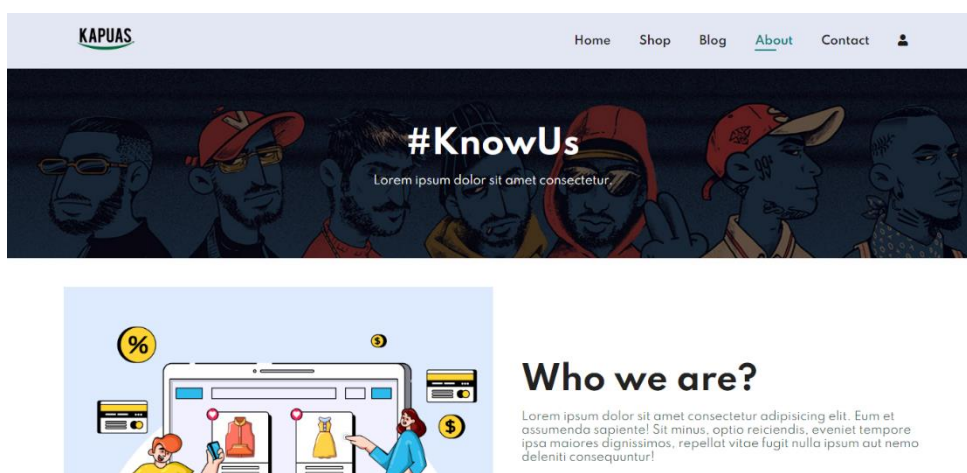 KAPUAS
Home Shop Blog About Contact
#KnowUs
Lorem ipsum dolor sit amet consectetur.
V
09'
%
$
$
Who we are?
Lorem ipsum dolor sit amet consectetur adipisicing elit. Eum et
assumenda sapiente! Sit minus, optio reiciendis, eveniet tempore
ipsa maiores dignissimos, repellat vitae fugit nulla ipsum aut nemo
deleniti consequuntur!